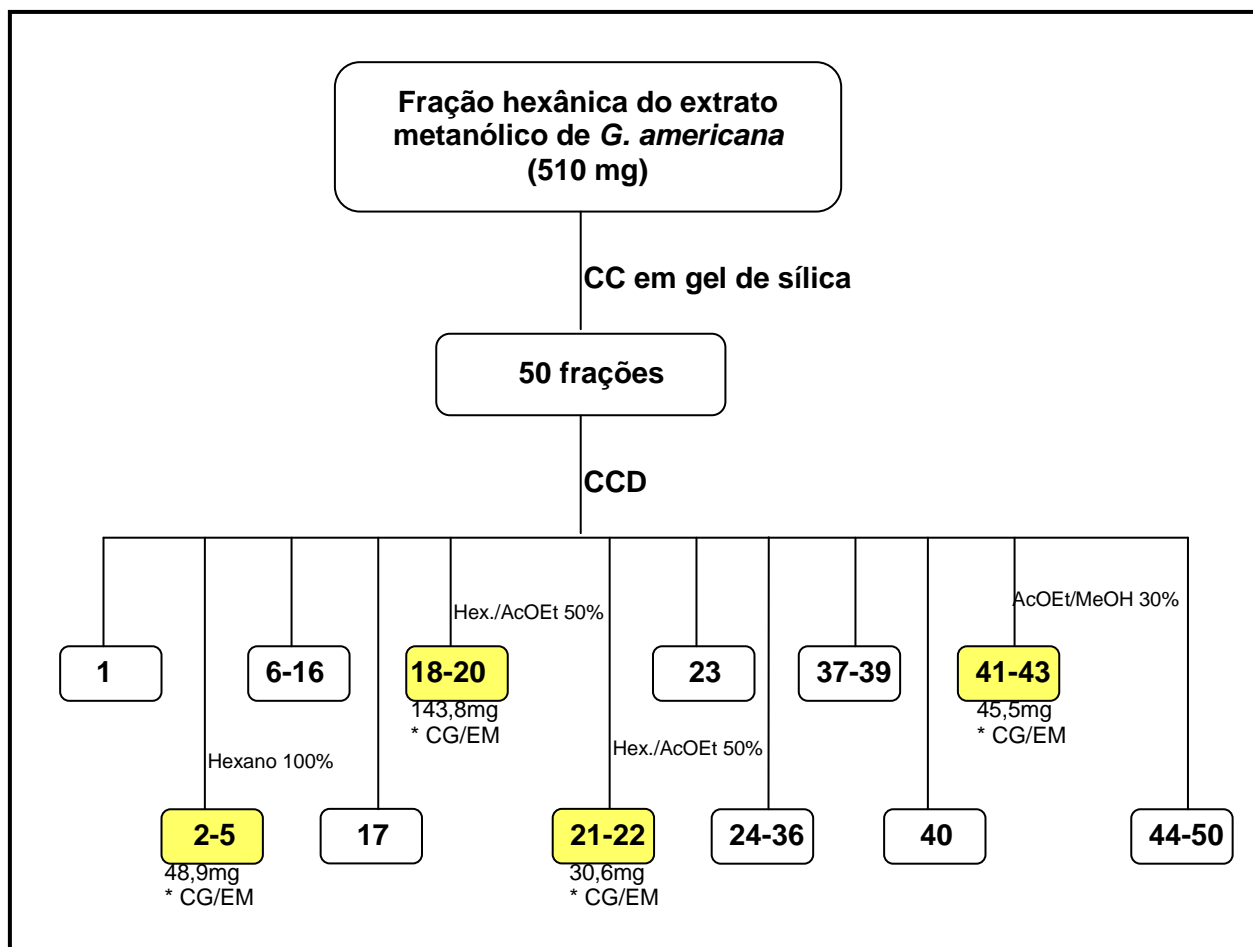 Fração hexânica do extrato
metanólico de G. americana
(510 mg)
CC em gel de sílica
50 frações
CCD
Hex./AcOEt 50%
AcOEt/MeOH 30%
1
6-16
18-20
23
37-39
41-43
143,8mg
* CG/EM
45,5mg
* CG/EM
Hexano 100%
Hex./AcOEt 50%
2-5
17
21-22
24-36
40
44-50
48,9mg
* CG/EM
30,6mg
* CG/EM